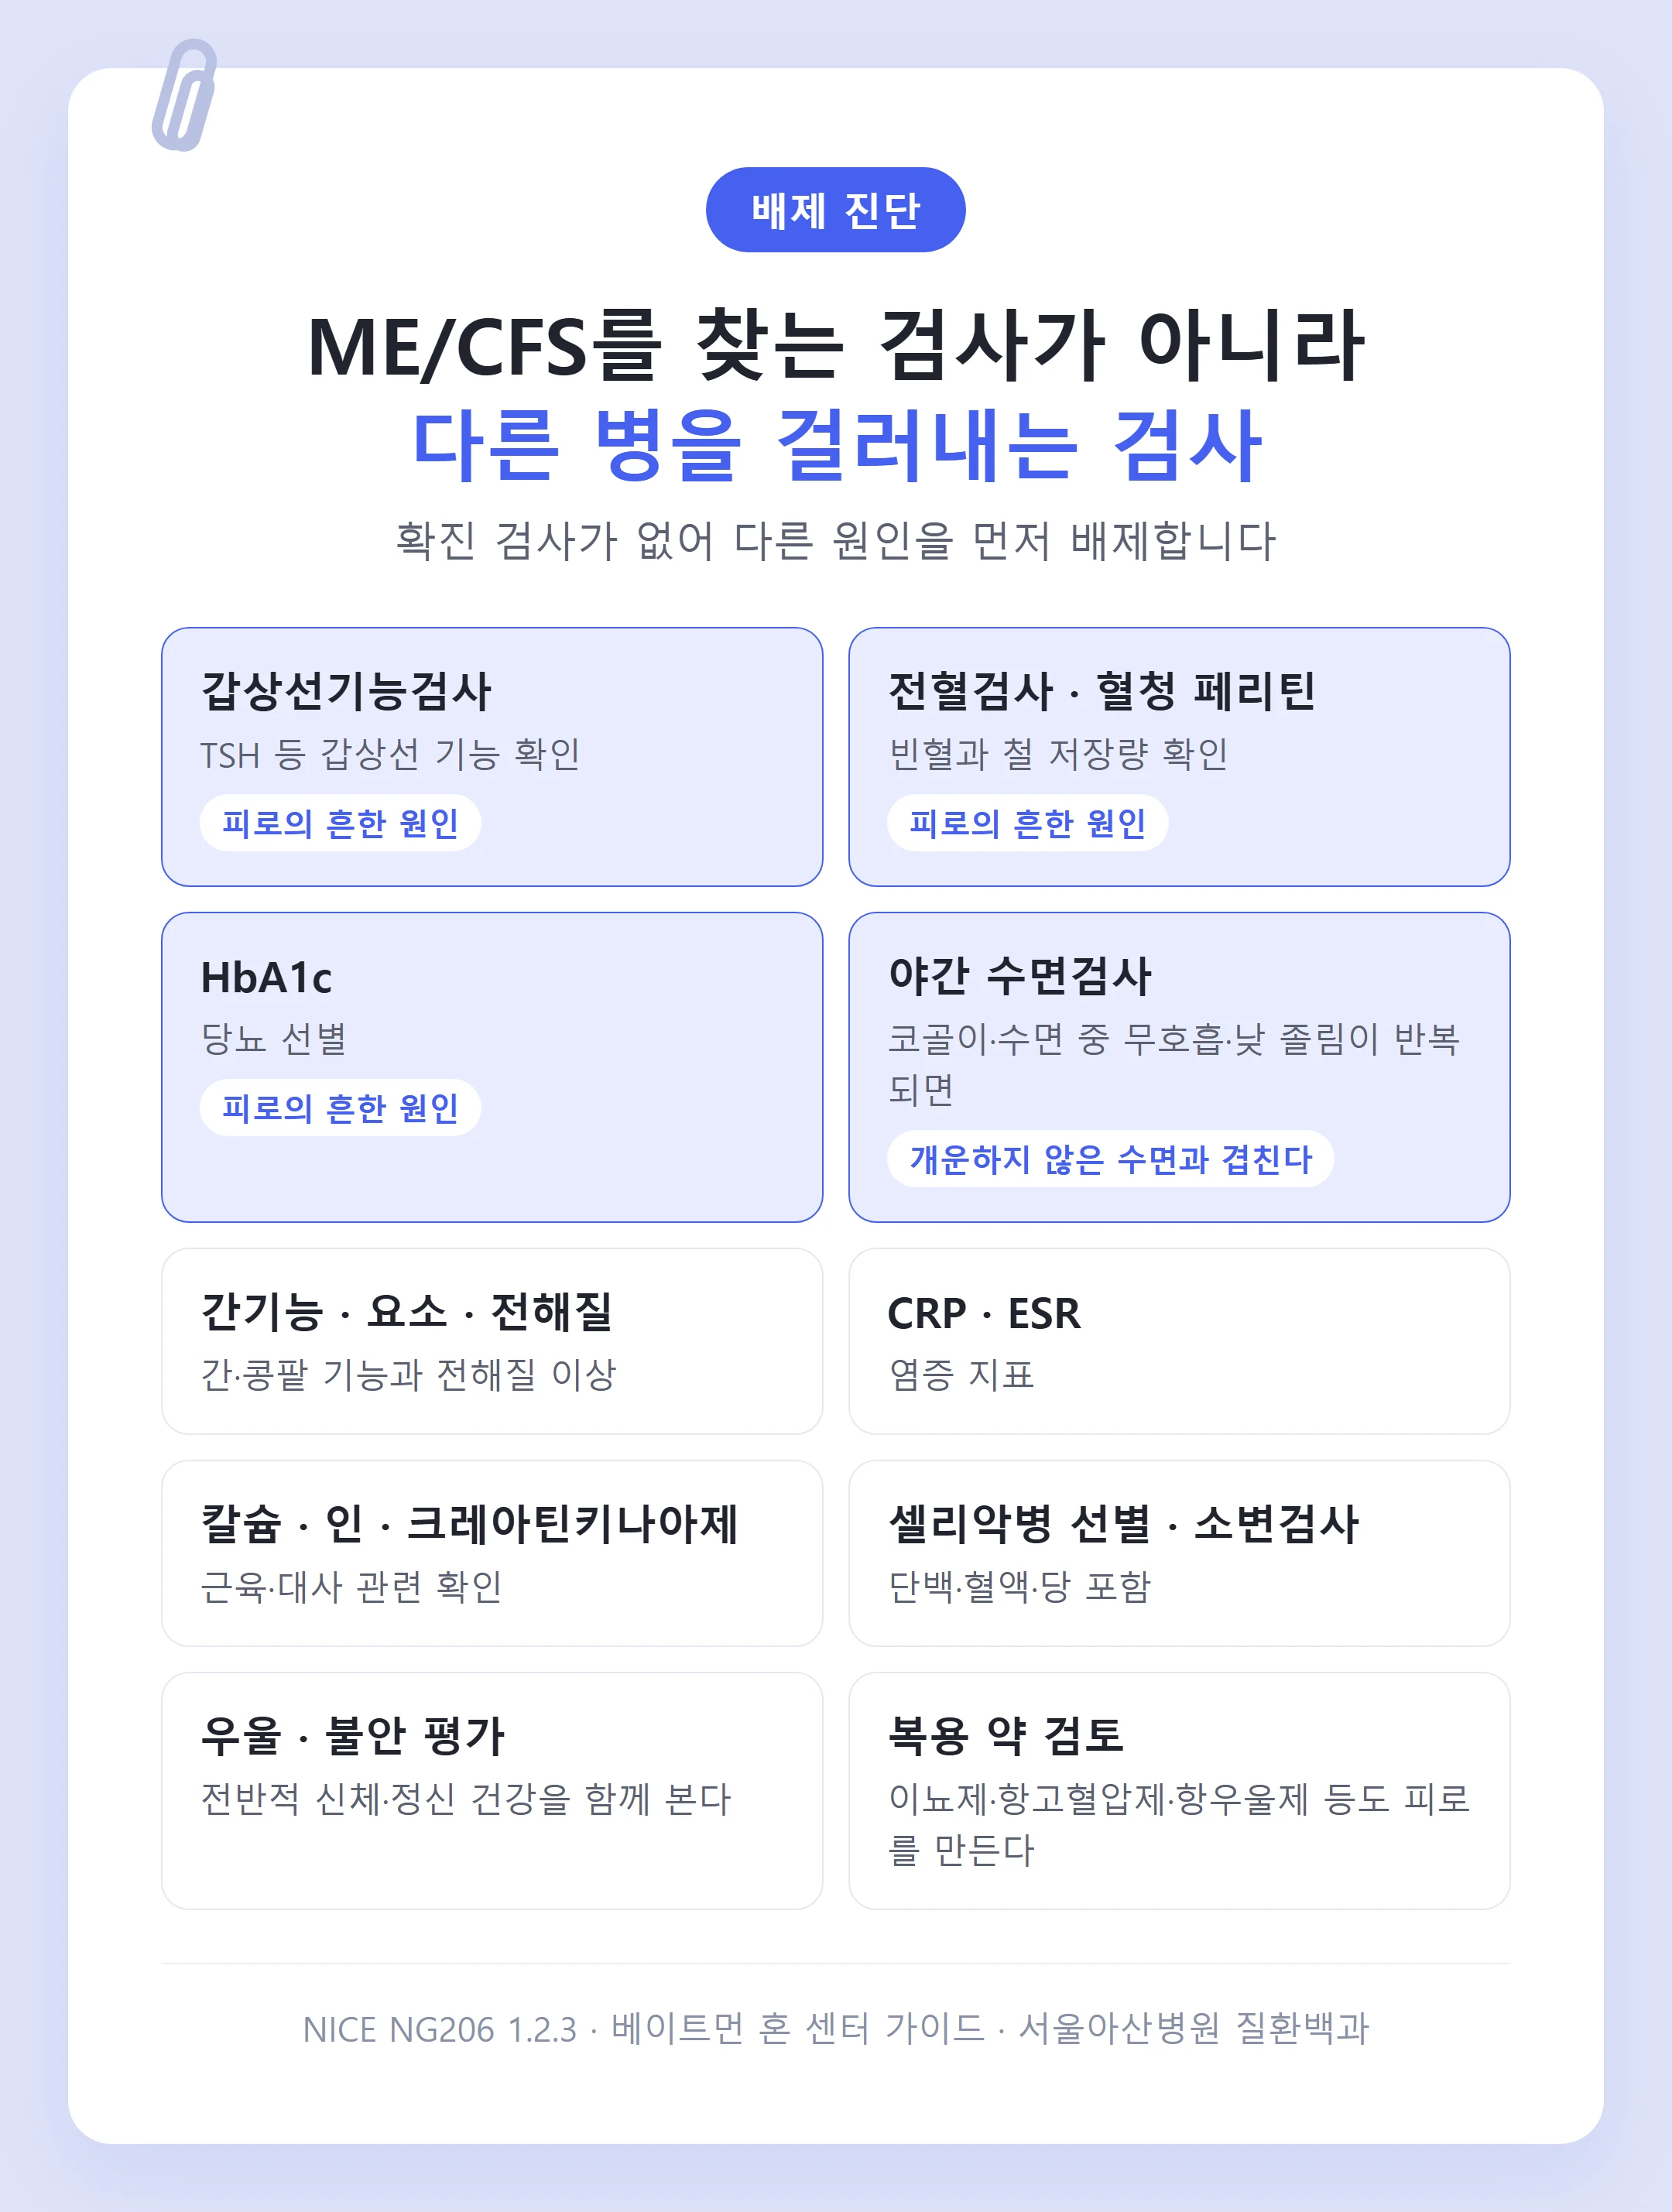 배제 진단
ME/CFS를 찾는 검사가 아니라
다른 병을 걸러내는 검사
확진 검사가 없어 다른 원인을 먼저 배제합니다
갑상선기능검사
TSH 등 갑상선 기능 확인
피로의 흔한 원인
전혈검사 · 혈청 페리틴
빈혈과 철 저장량 확인
피로의 흔한 원인
HbA1c
당뇨 선별
피로의 흔한 원인
야간 수면검사
코골이·수면 중 무호흡·낮 졸림이 반복
되면
개운하지 않은 수면과 겹친다
간기능 · 요소 · 전해질
간·콩팥 기능과 전해질 이상
CRP · ESR
염증 지표
칼슘 · 인 · 크레아틴키나아제
근육·대사 관련 확인
셀리악병 선별 · 소변검사
단백·혈액·당 포함
우울 · 불안 평가
전반적 신체·정신 건강을 함께 본다
복용 약 검토
이뇨제·항고혈압제·항우울제 등도 피로
를 만든다
NICE NG206 1.2.3 · 베이트먼 혼 센터 가이드 · 서울아산병원 질환백과